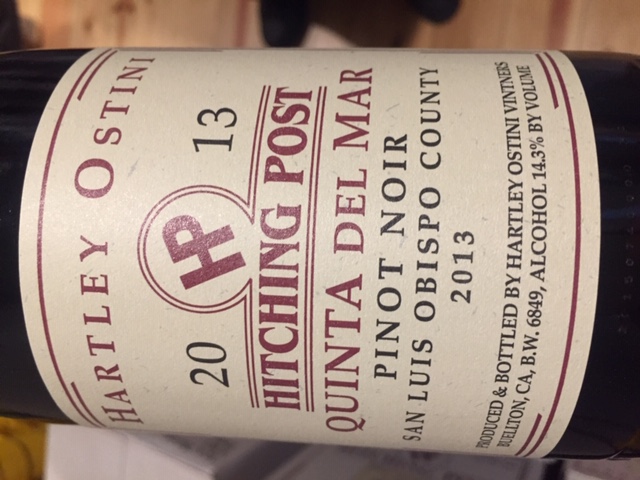 HARTLEY OSTINI
20 13
HP
HITCHING POST
QUINTA DEL MAR
PINOT NOIR
SAN LUIS OBISPO COUNTY
2013
PRODUCED & BOTTLED BY HARTLEY OSTINI VINTNERS
BUELLTON, CA, B.W. 6849, ALCOHOL 14.3% BY VOLUME